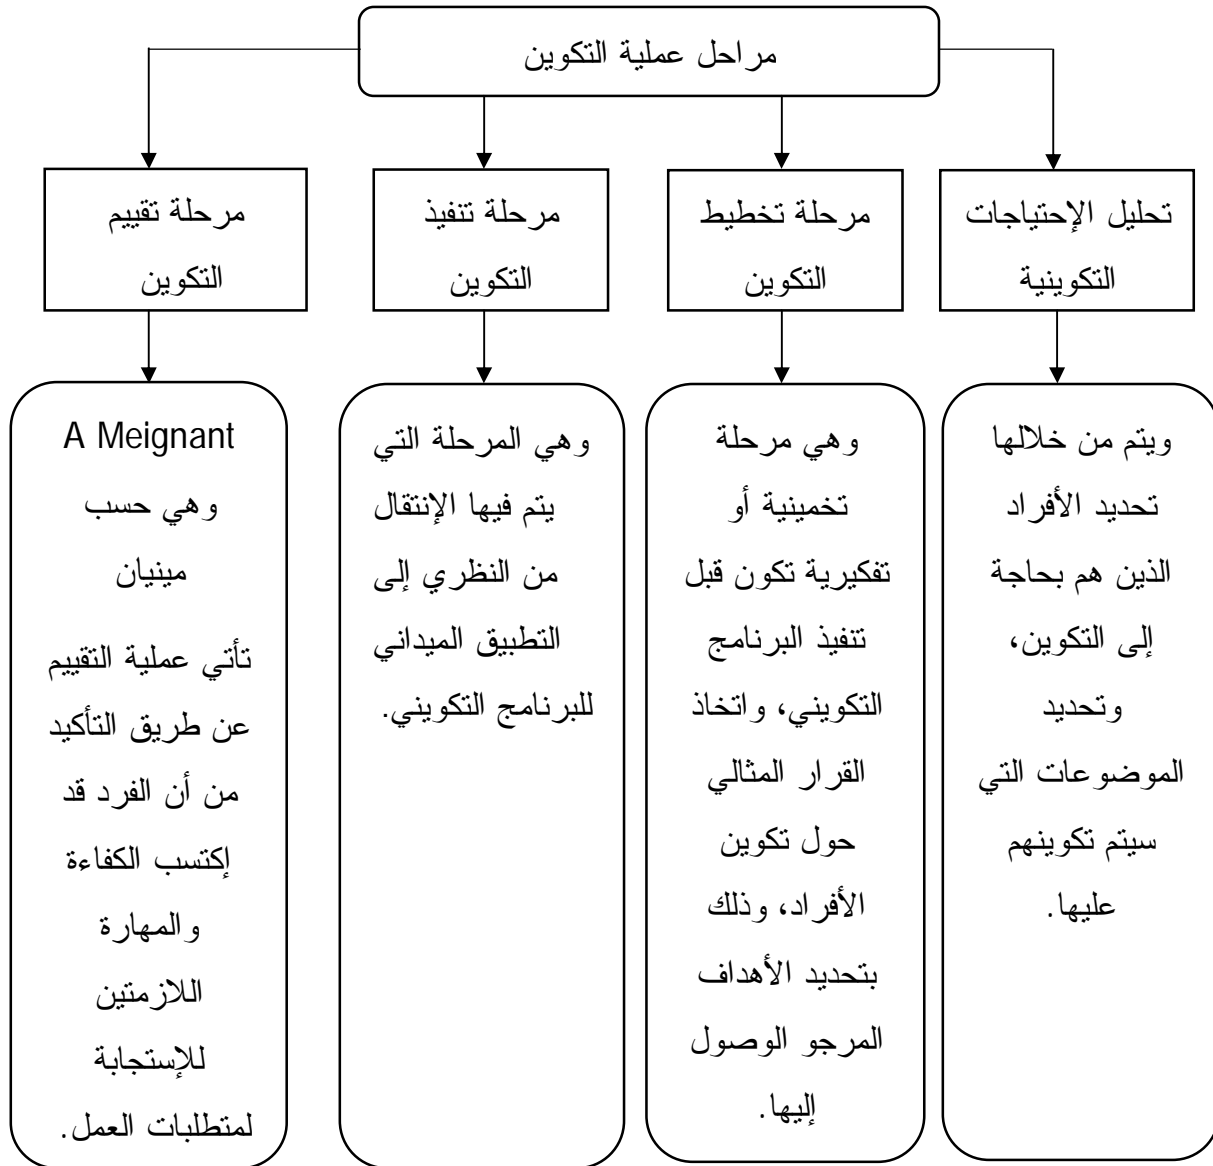 مراحل عملية التكوين
تحليل الإحتياجات
التكوينية
مرحلة تخطيط
التكوين
مرحلة تنفيذ
التكوين
مرحلة تقييم
التكوين
ويتم من خلالها
تحديد الأفراد
الذين هم بحاجة
إلى التكوين،
وتحديد
الموضوعات التي
سيتم تكوينهم
عليها.
وهي مرحلة
تخمينية أو
تفكيرية تكون قبل
تنفيذ البرنامج
التكويني، واتخاذ
القرار المثالي
حول تكوين
الأفراد، وذلك
بتحديد الأهداف
المرجو الوصول
إليها.
وهي المرحلة التي
يتم فيها الإنتقال
من النظري إلى
التطبيق الميداني
للبرنامج التكويني.
A Meignant
وهي حسب
مينيان
تأتي عملية التقييم
عن طريق التأكيد
من أن الفرد قد
إكتسب الكفاءة
والمهارة
اللازمتين
للإستجابة
لمتطلبات العمل.